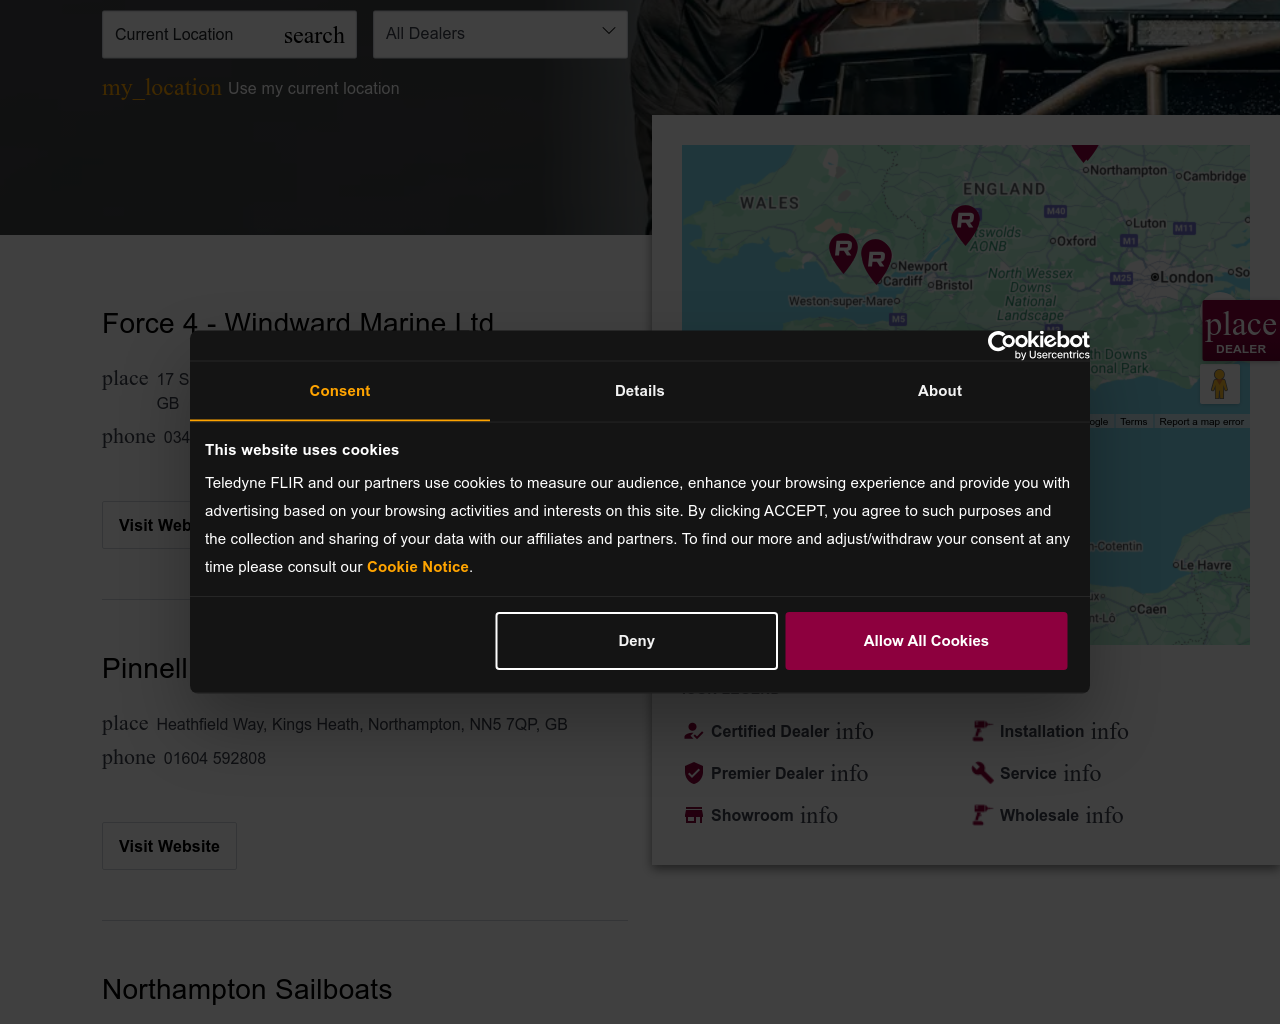 Current Location search
All Dealers
my_location Use my current location
Northampton
Cambridge
ENGLAND
WALES
M40
Luton
M11
AONB
Oxford
M1
Newport
Cardiff
Bristol
North Wessex
Downs
National
Landscape
M25
London
Weston-super-Mare
M5
place
DEALER
Force 4 - Windward Marine Ltd
place 17 S
GB
phone 034
Visit Web
Cookiebot
by Usercentrics
Consent
Details
About
This website uses cookies
Teledyne FLIR and our partners use cookies to measure our audience, enhance your browsing experience and provide you with
advertising based on your browsing activities and interests on this site. By clicking ACCEPT, you agree to such purposes and
the collection and sharing of your data with our affiliates and partners. To find our more and adjust/withdraw your consent at any
time please consult our Cookie Notice.
Deny
Allow All Cookies
Terms
Report a map error
n-Cotentin
Le Havre
Caen
nt-Lô
Pinnell
place Heathfield Way, Kings Heath, Northampton, NN5 7QP, GB
phone 01604 592808
Visit Website
Certified Dealer info
Installation info
Premier Dealer info
Service info
Showroom info
Wholesale info
Northampton Sailboats